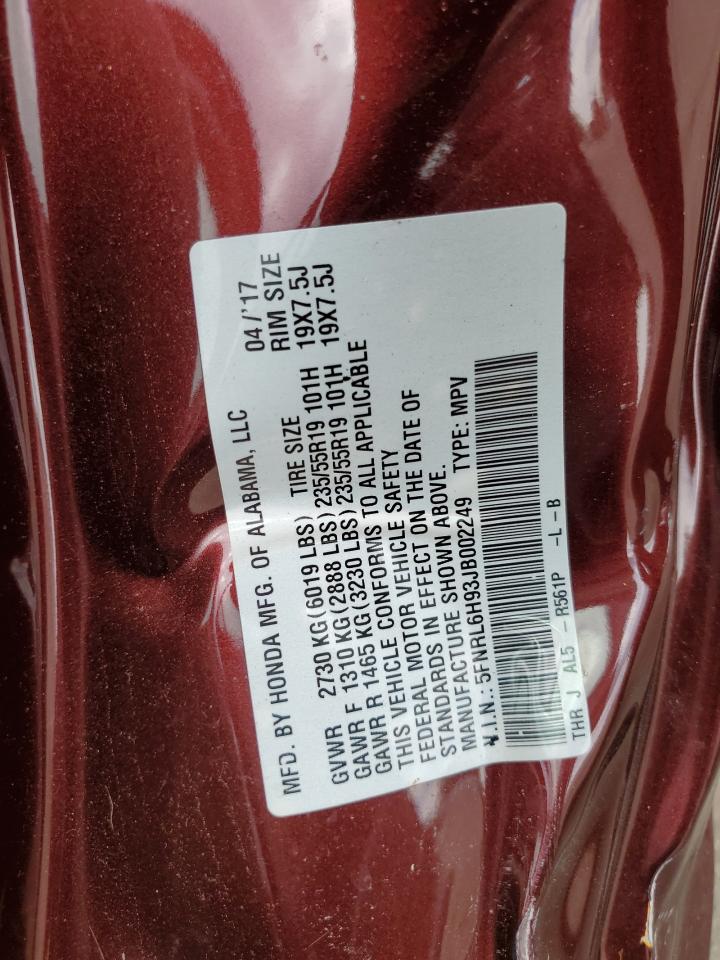 MFD. BY HONDA MFG. OF ALABAMA, LLC 04/'17
GVWR 2730 KG(6019 LBS) TIRE SIZE RIM SIZE
GAWR F 1310 KG(2888 LBS) 235/55R19 101H 19X7.5J
GAWR R 1465 KG(3230 LBS) 235/55R19 101H 19X7.5J
THIS VEHICLE CONFORMS TO ALL APPLICABLE
FEDERAL MOTOR VEHICLE SAFETY
STANDARDS IN EFFECT ON THE DATE OF
MANUFACTURE SHOWN ABOVE.
V.I.N.: 5FNRL6H93JB002249 TYPE: MPV
THR J AL5 - R561P -L -B